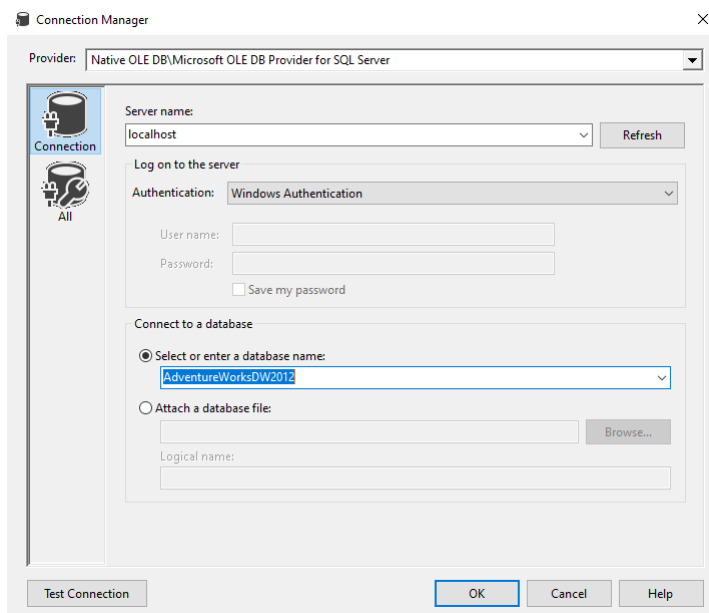 Connection Manager
Provider: Native OLE DB\Microsoft OLE DB Provider for SQL Server
Connection
All
Server name:
localhost
Refresh
Log on to the server
Authentication: Windows Authentication
User name:
Password:
Save my password
Connect to a database
Select or enter a database name:
AdventureWorksDW2012
Attach a database file:
Browse...
Logical name:
Test Connection OK Cancel Help